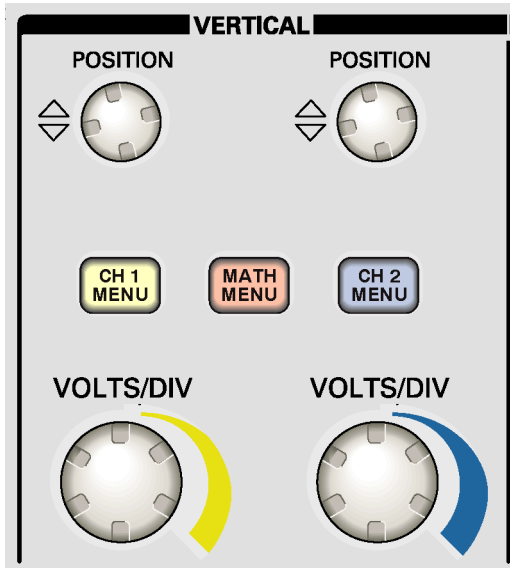 VERTICAL
POSITION
POSITION
CH 1
MENU
MATH
MENU
CH 2
MENU
VOLTS/DIV
VOLTS/DIV